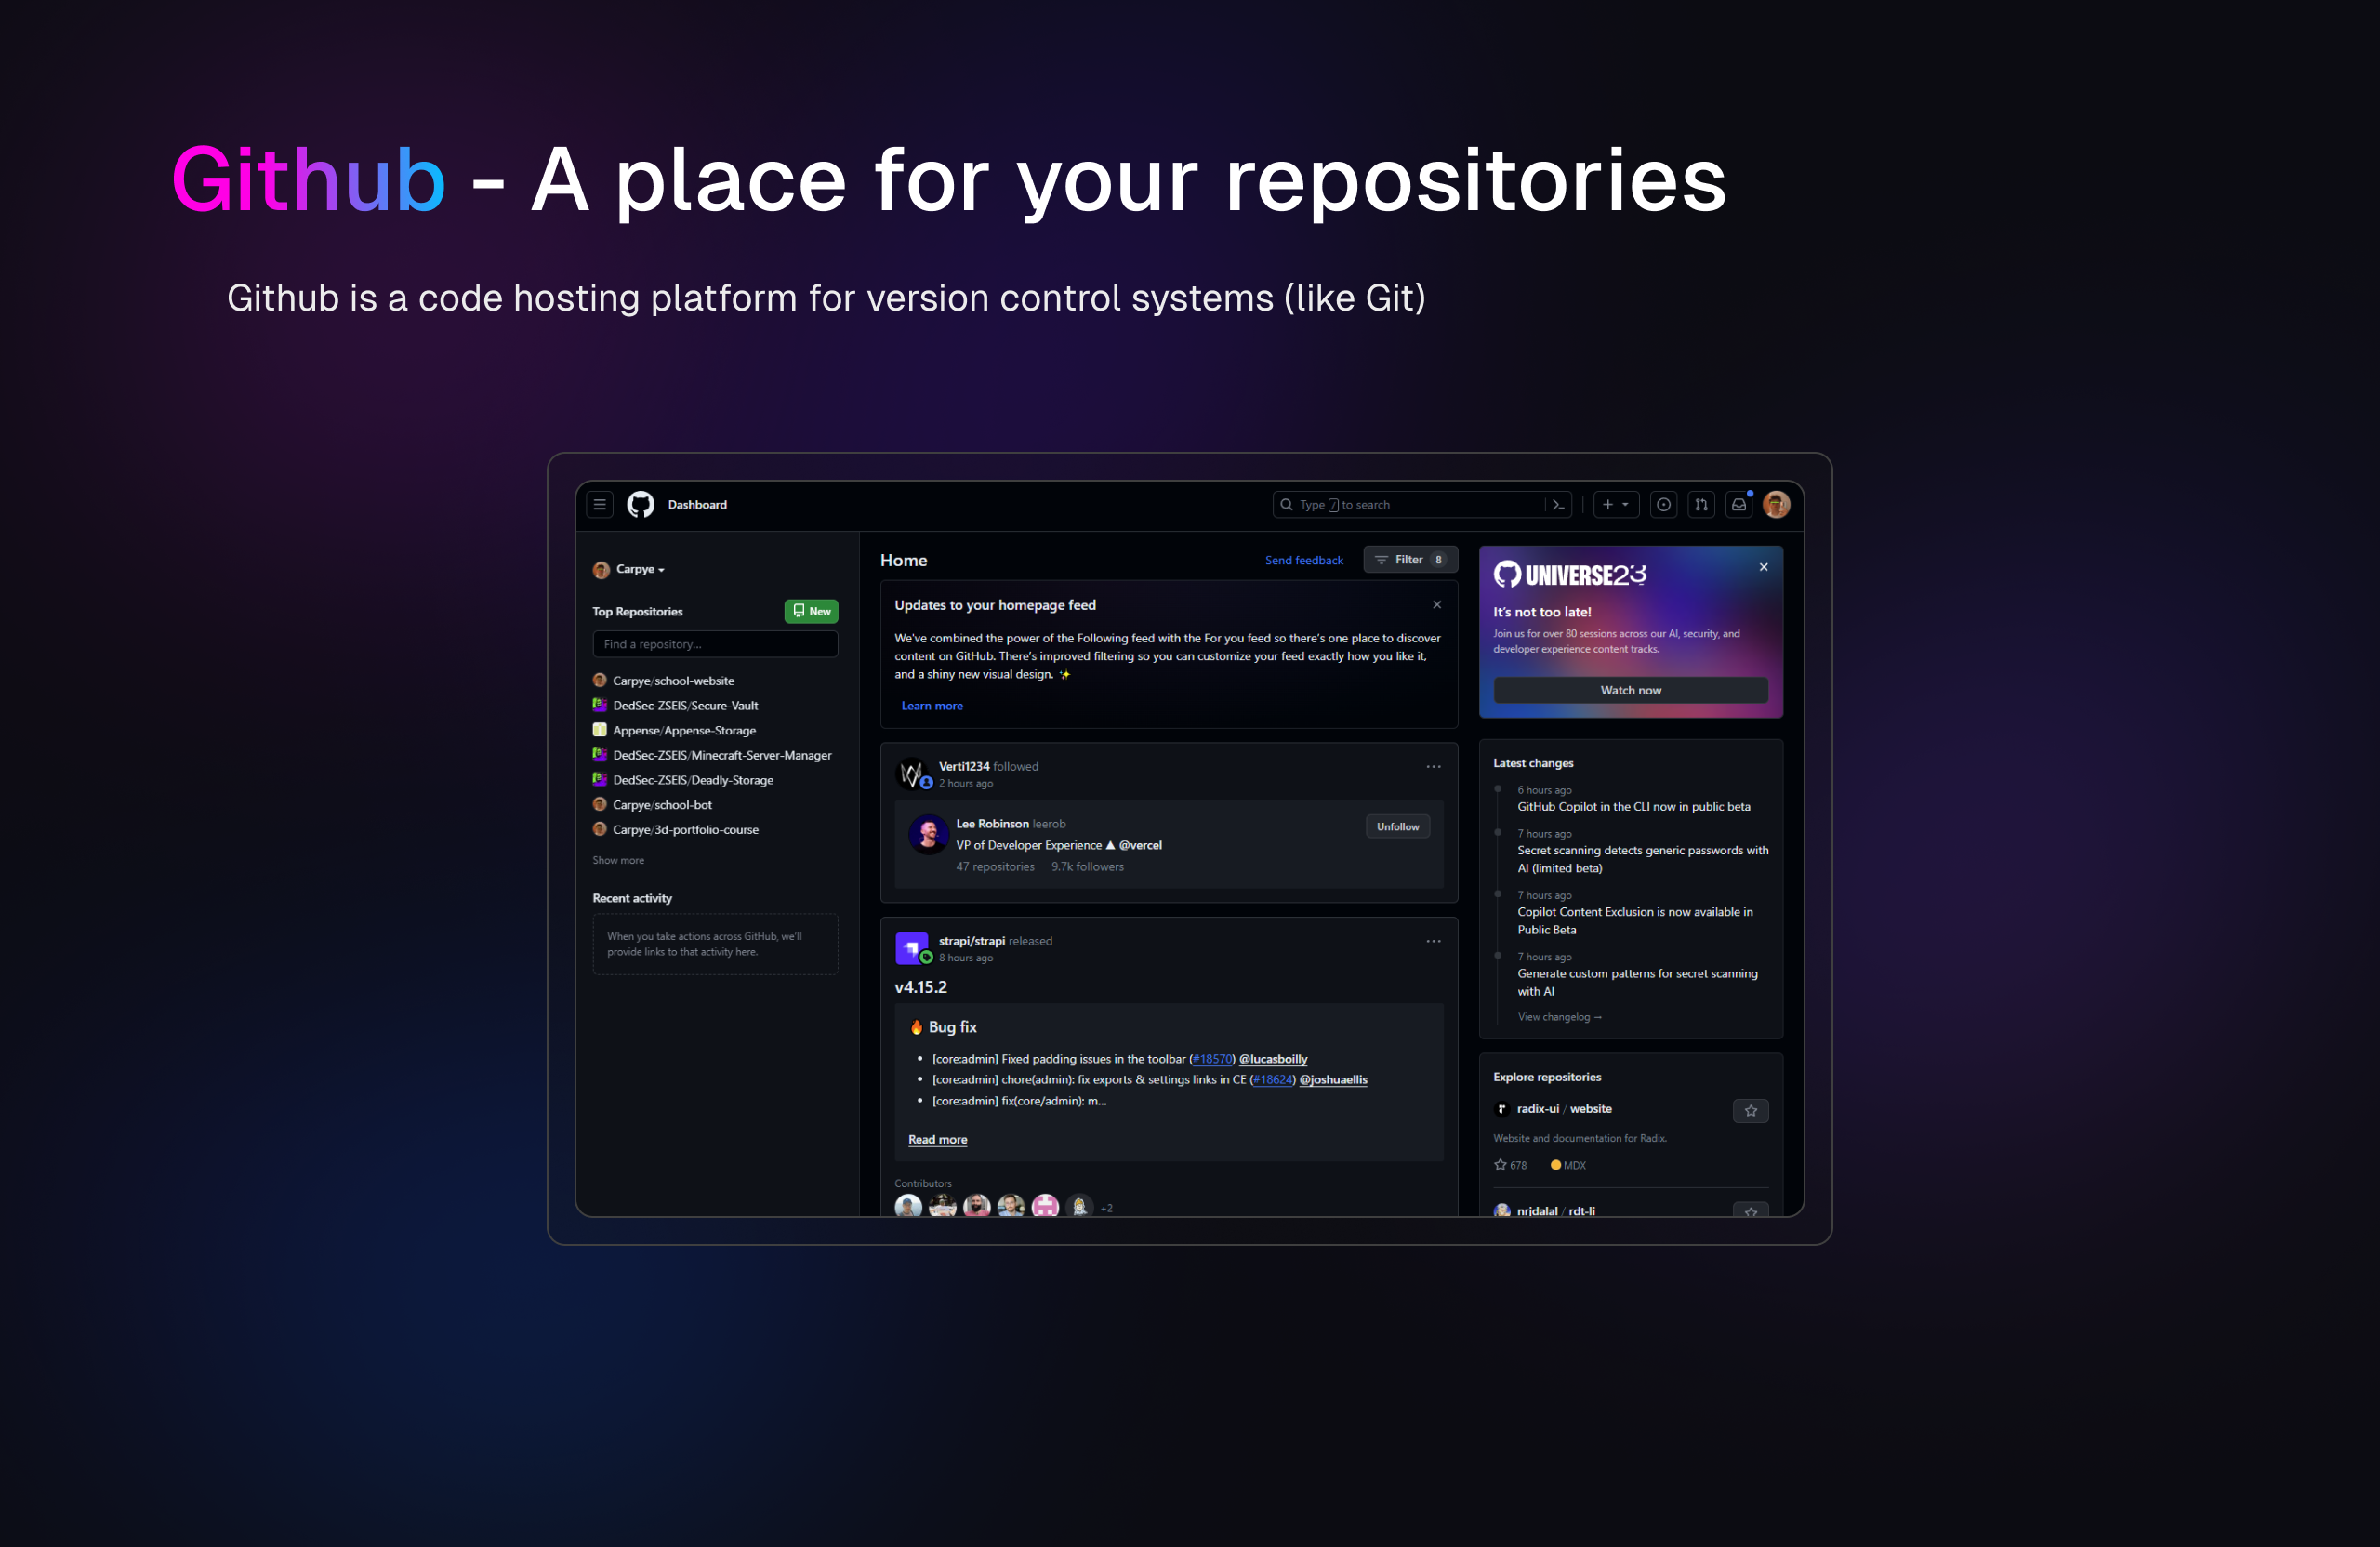 Github - A place for your repositories
Github is a code hosting platform for version control systems (like Git)
Dashboard
Type / to search
Carpye
Top Repositories
New
Find a repository...
Carpye/school-website
DedSec-ZSEIS/Secure-Vault
Appense/Appense-Storage
DedSec-ZSEIS/Minecraft-Server-Manager
DedSec-ZSEIS/Deadly-Storage
Carpye/school-bot
Carpye/3d-portfolio-course
Show more
Recent activity
When you take actions across GitHub, we'll
provide links to that activity here.
Home
Send feedback
Filter 8
Updates to your homepage feed
We've combined the power of the Following feed with the For you feed so there's one place to discover
content on GitHub. There's improved filtering so you can customize your feed exactly how you like it,
and a shiny new visual design. ✨
Learn more
Verti1234 followed
2 hours ago
Lee Robinson leerob
VP of Developer Experience ▲ @vercel
47 repositories 9.7k followers
Unfollow
strapi/strapi released
8 hours ago
v4.15.2
🔥 Bug fix
• [core:admin] Fixed padding issues in the toolbar (#18570) @lucasboilly
• [core:admin] chore(admin): fix exports & settings links in CE (#18624) @joshuaellis
• [core:admin] fix(core/admin): m...
Read more
Contributors
+2
UNIVERSE23
It's not too late!
Join us for over 80 sessions across our AI, security, and
developer experience content tracks.
Watch now
Latest changes
6 hours ago
GitHub Copilot in the CLI now in public beta
7 hours ago
Secret scanning detects generic passwords with
AI (limited beta)
7 hours ago
Copilot Content Exclusion is now available in
Public Beta
7 hours ago
Generate custom patterns for secret scanning
with AI
View changelog →
Explore repositories
radix-ui / website
Website and documentation for Radix.
678 MDX
nrjdalal / rdt-li